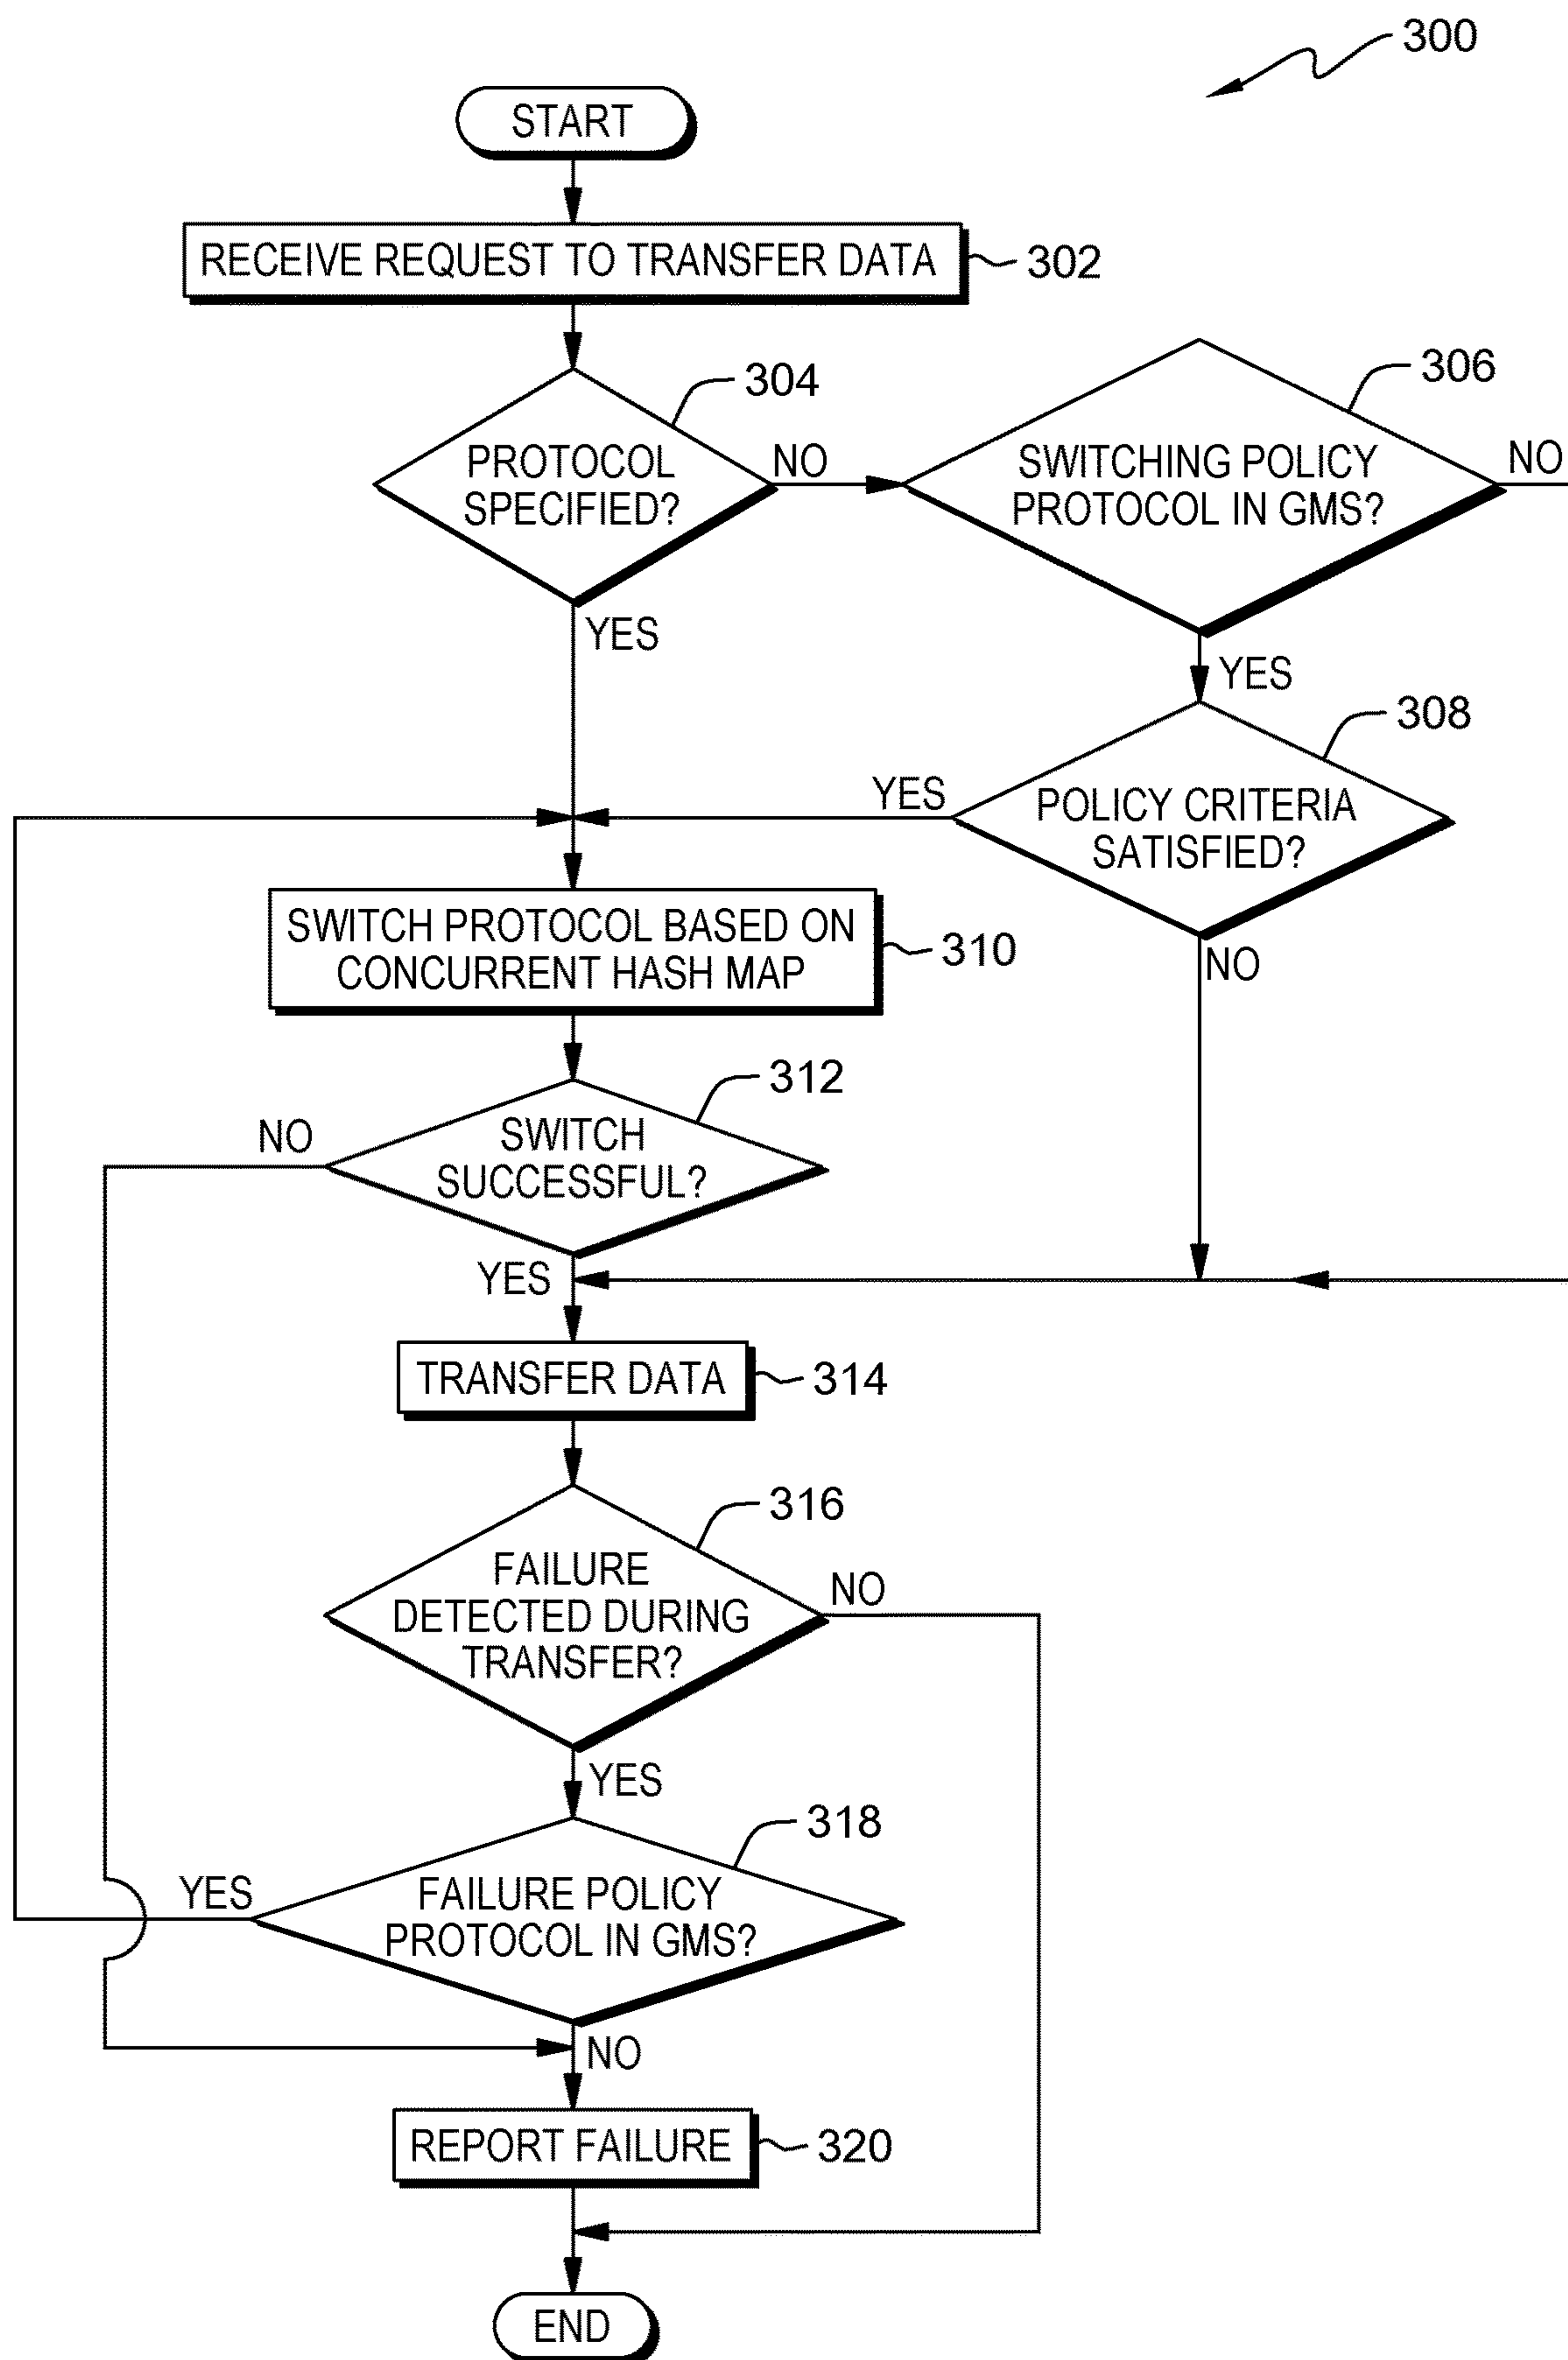 300
START
RECEIVE REQUEST TO TRANSFER DATA
302
304
PROTOCOL
SPECIFIED?
NO
306
SWITCHING POLICY
PROTOCOL IN GMS?
NO
YES
YES
308
POLICY CRITERIA
SATISFIED?
YES
NO
SWITCH PROTOCOL BASED ON
CONCURRENT HASH MAP
310
312
SWITCH
SUCCESSFUL?
NO
YES
TRANSFER DATA
314
316
FAILURE
DETECTED DURING
TRANSFER?
NO
YES
318
FAILURE POLICY
PROTOCOL IN GMS?
YES
NO
REPORT FAILURE
320
END